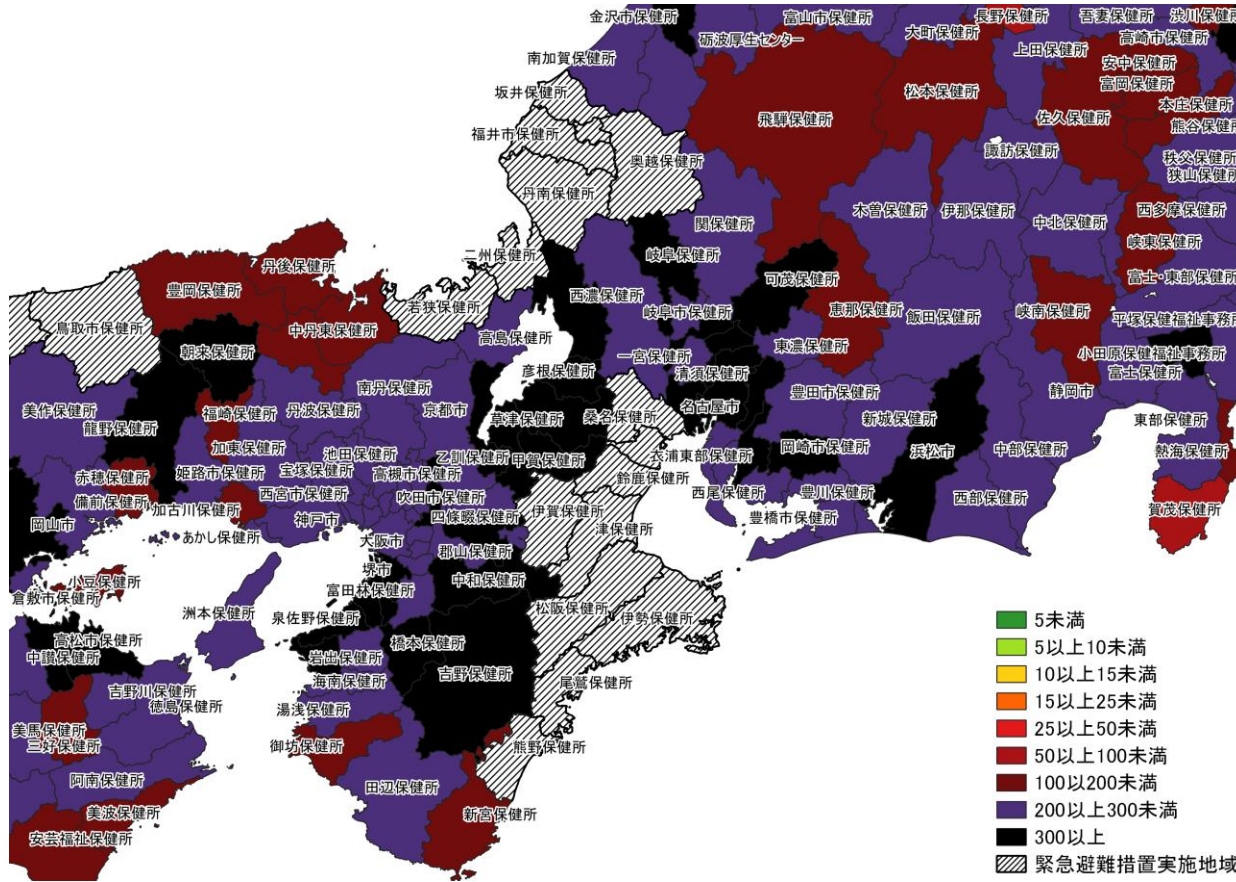 金沢市保健所
富山市保健所
長野保健所
吾妻保健所
渋川保健所
砺波厚生センター
大町保健所
高崎市保健所
南加賀保健所
上田保健所
安中保健所
富岡保健所
坂井保健所
松本保健所
本庄保健所
飛騨保健所
佐久保健所
熊谷保健所
福井市保健所
諏訪保健所
秩父保健所
奥越保健所
狭山保健所
丹南保健所
木曽保健所
伊那保健所
中北保健所
西多摩保健所
関保健所
峡東保健所
二州保健所
岐阜保健所
丹後保健所
可茂保健所
富士・東部保健所
豊岡保健所
若狭保健所
西濃保健所
岐阜市保健所
恵那保健所
飯田保健所
峡南保健所
平塚保健福祉事務所
鳥取市保健所
中丹東保健所
高島保健所
東濃保健所
小田原保健福祉事務所
朝来保健所
一宮保健所
彦根保健所
清須保健所
富士保健所
南丹保健所
豊田市保健所
静岡市
美作保健所
福崎保健所
丹波保健所
京都市
草津保健所
桑名保健所
名古屋市
新城保健所
東部保健所
龍野保健所
加東保健所
池田保健所
乙訓保健所
甲賀保健所
衣浦東部保健所
岡崎市保健所
浜松市
中部保健所
熱海保健所
赤穂保健所
姫路市保健所
宝塚保健所
高槻市保健所
鈴鹿保健所
備前保健所
加古川保健所
西宮市保健所
吹田市保健所
西尾保健所
豊川保健所
西部保健所
賀茂保健所
岡山市
神戸市
四條畷保健所
伊賀保健所
豊橋市保健所
あかし保健所
大阪市
郡山保健所
津保健所
小豆保健所
堺市
中和保健所
倉敷市保健所
富田林保健所
洲本保健所
泉佐野保健所
松阪保健所
伊勢保健所
高松市保健所
橋本保健所
中讃保健所
岩出保健所
吉野保健所
海南保健所
尾鷲保健所
吉野川保健所
徳島保健所
湯浅保健所
美馬保健所
三好保健所
御坊保健所
熊野保健所
阿南保健所
田辺保健所
美波保健所
新宮保健所
安芸福祉保健所
5未満
5以上10未満
10以上15未満
15以上25未満
25以上50未満
50以上100未満
100以200未満
200以上300未満
300以上
緊急避難措置実施地域